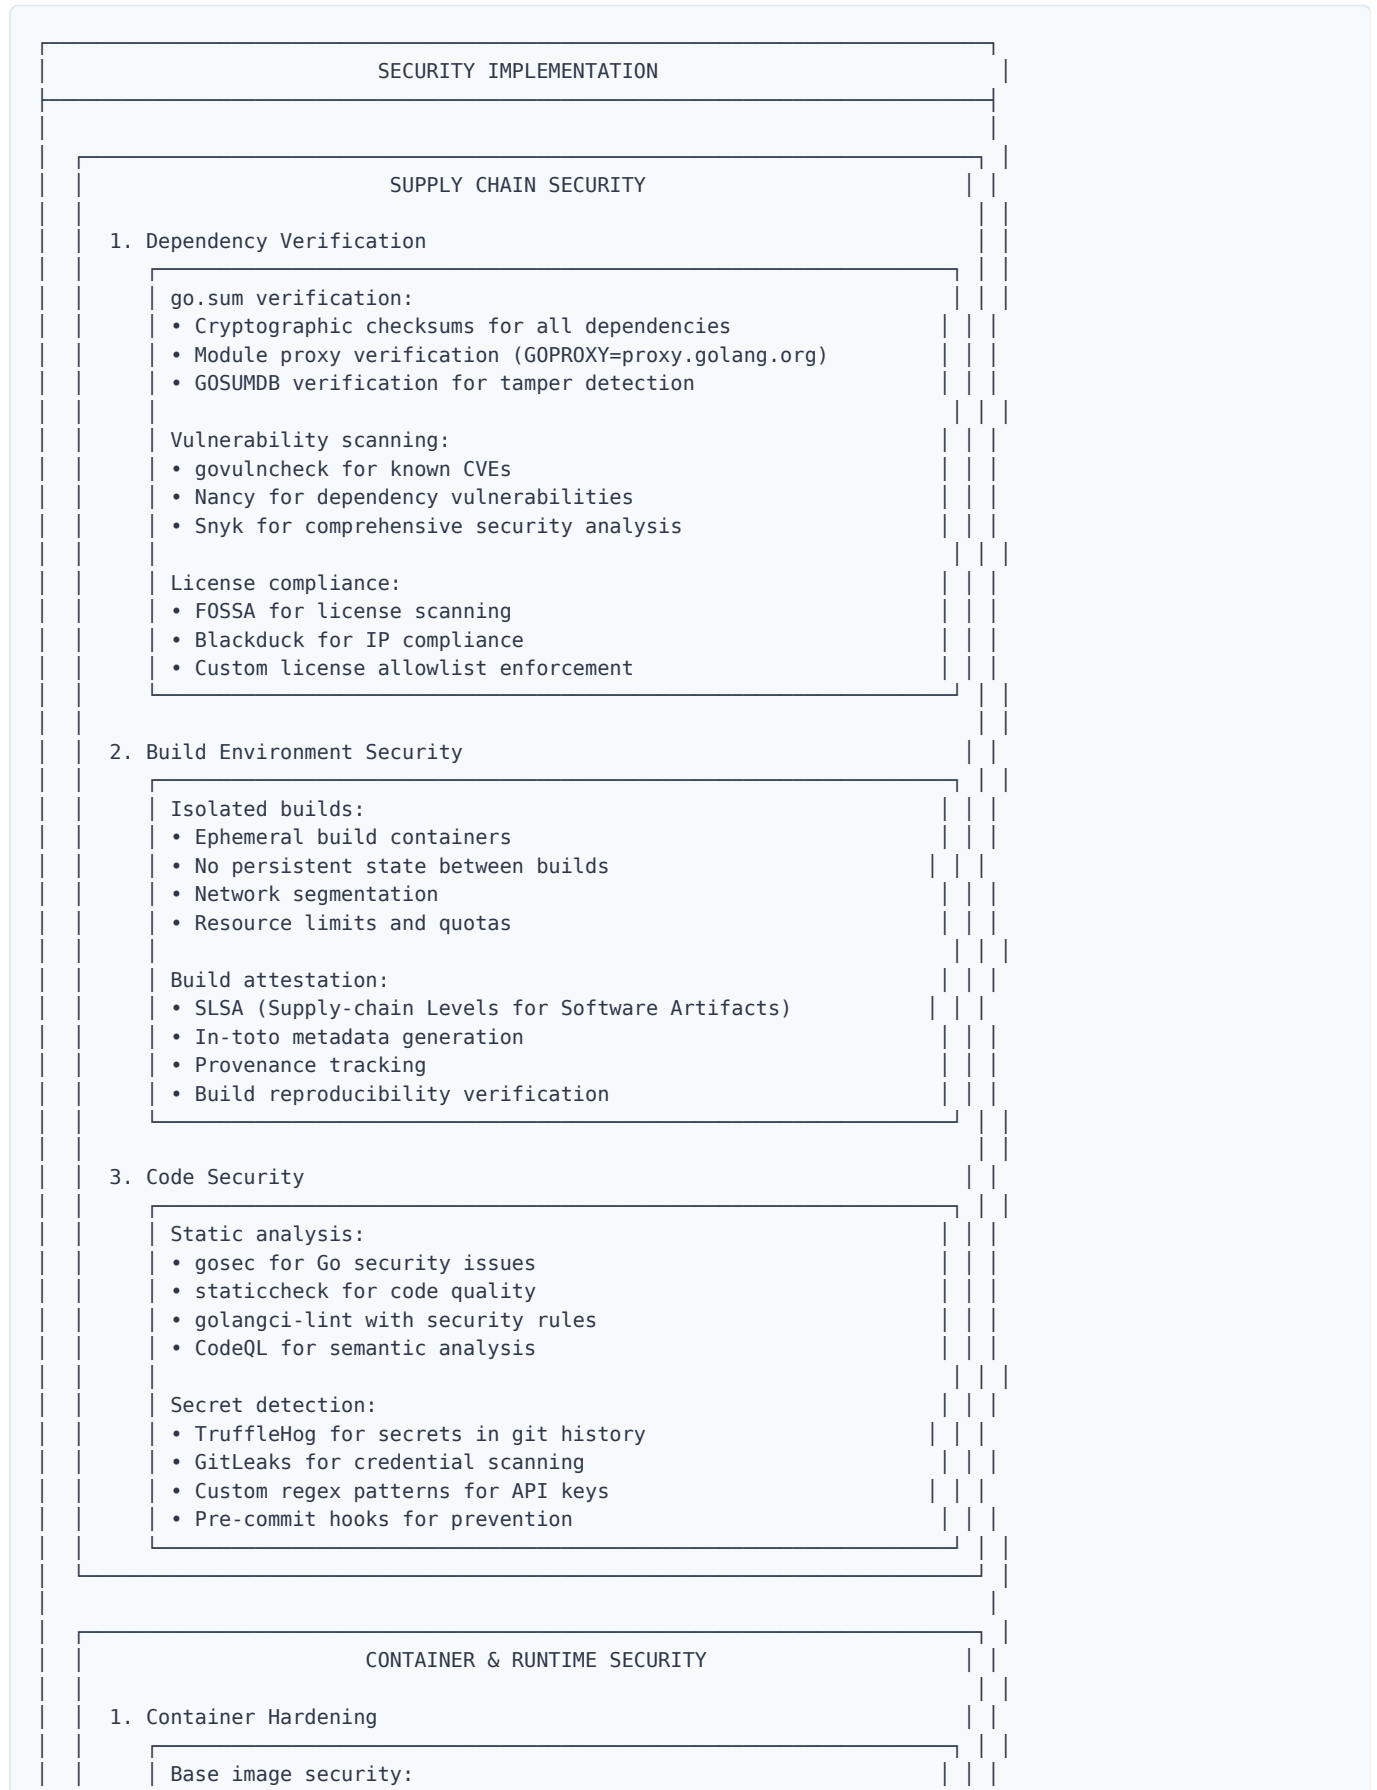 SECURITY IMPLEMENTATION
SUPPLY CHAIN SECURITY
1. Dependency Verification
go.sum verification:
• Cryptographic checksums for all dependencies
• Module proxy verification (GOPROXY=proxy.golang.org)
• GOSUMDB verification for tamper detection
Vulnerability scanning:
• govulncheck for known CVEs
• Nancy for dependency vulnerabilities
• Snyk for comprehensive security analysis
License compliance:
• FOSSA for license scanning
• Blackduck for IP compliance
• Custom license allowlist enforcement
2. Build Environment Security
Isolated builds:
• Ephemeral build containers
• No persistent state between builds
• Network segmentation
• Resource limits and quotas
Build attestation:
• SLSA (Supply-chain Levels for Software Artifacts)
• In-toto metadata generation
• Provenance tracking
• Build reproducibility verification
3. Code Security
Static analysis:
• gosec for Go security issues
• staticcheck for code quality
• golangci-lint with security rules
• CodeQL for semantic analysis
Secret detection:
• TruffleHog for secrets in git history
• GitLeaks for credential scanning
• Custom regex patterns for API keys
• Pre-commit hooks for prevention
CONTAINER & RUNTIME SECURITY
1. Container Hardening
Base image security: